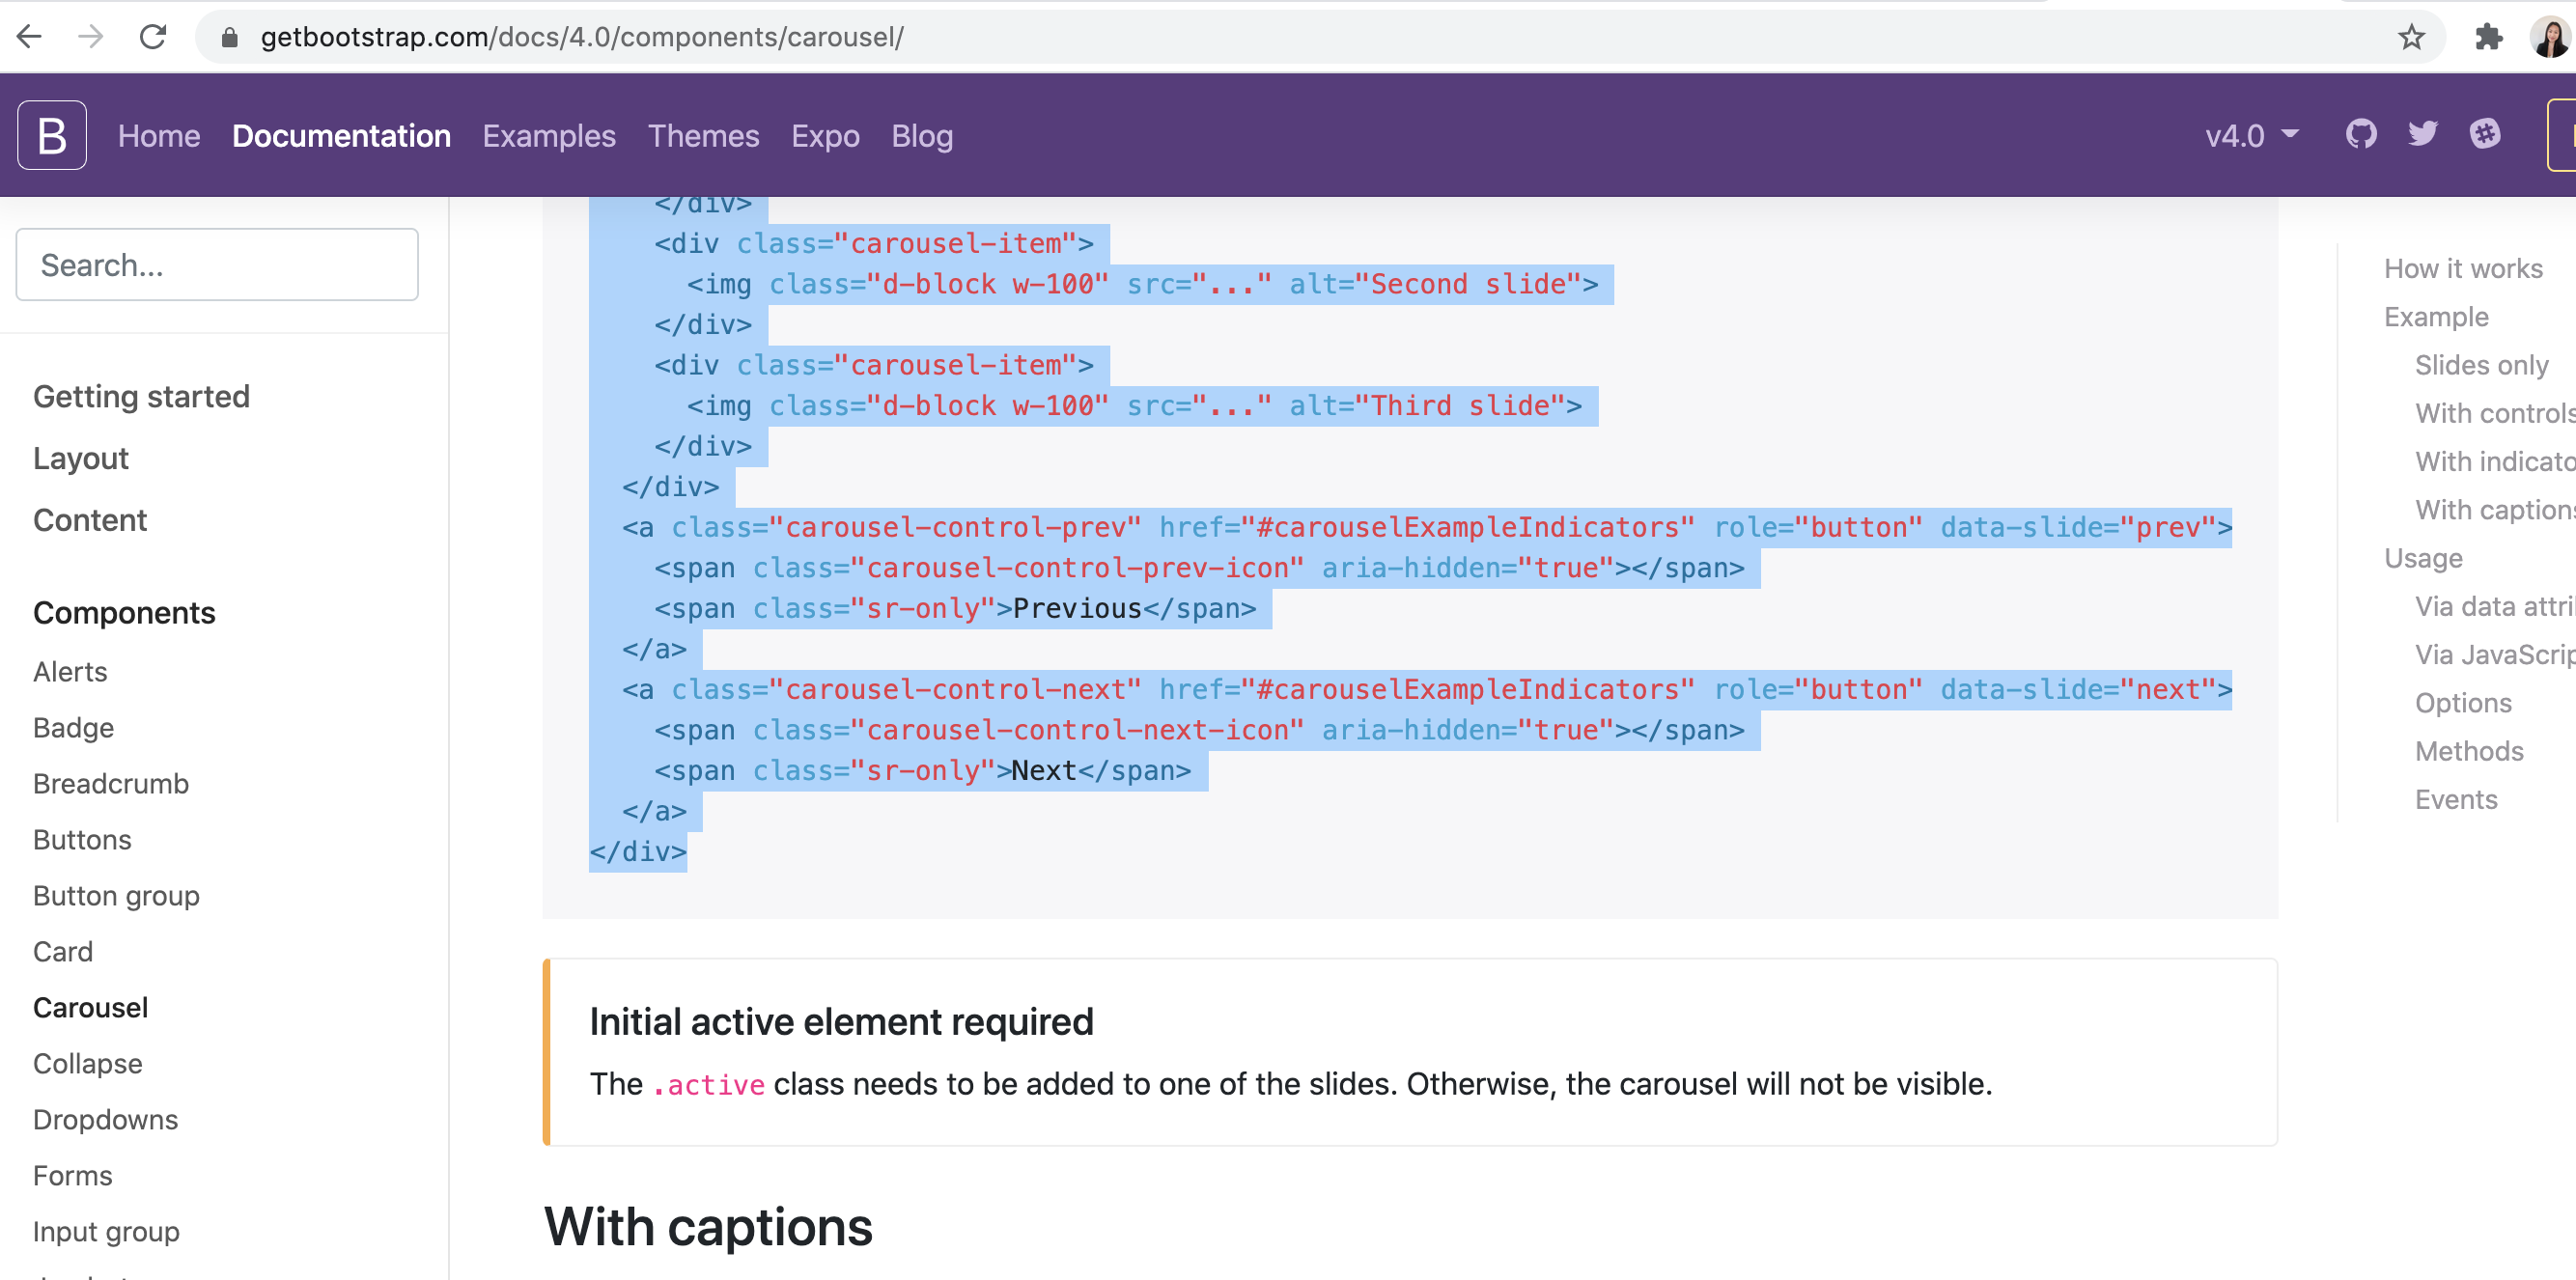 getbootstrap.com/docs/4.0/components/carousel/
B Home Documentation Examples Themes Expo Blog v4.0
Search...
Getting started
Layout
Content
Components
Alerts
Badge
Breadcrumb
Buttons
Button group
Card
Carousel
Collapse
Dropdowns
Forms
Input group
</div>
<div class="carousel-item">
<img class="d-block w-100" src="..." alt="Second slide">
</div>
<div class="carousel-item">
<img class="d-block w-100" src="..." alt="Third slide">
</div>
</div>
<a class="carousel-control-prev" href="#carouselExampleIndicators" role="button" data-slide="prev">
<span class="carousel-control-prev-icon" aria-hidden="true"></span>
<span class="sr-only">Previous</span>
</a>
<a class="carousel-control-next" href="#carouselExampleIndicators" role="button" data-slide="next">
<span class="carousel-control-next-icon" aria-hidden="true"></span>
<span class="sr-only">Next</span>
</a>
</div>
Initial active element required
The .active class needs to be added to one of the slides. Otherwise, the carousel will not be visible.
With captions
How it works
Example
Slides only
With controls
With indicato
With captions
Usage
Via data attri
Via JavaScrip
Options
Methods
Events